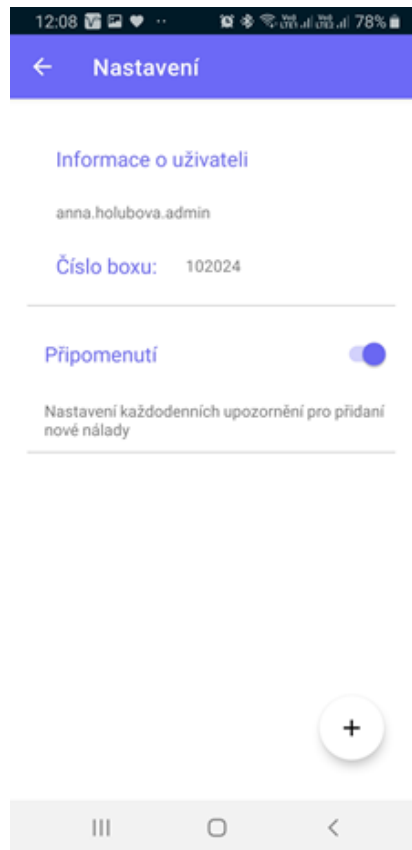 12:08 78%
Nastavení
Informace o uživateli
anna.holubova.admin
Číslo boxu: 102024
Připomenutí
Nastavení každodenních upozornění pro přidaní
nové nálady
+